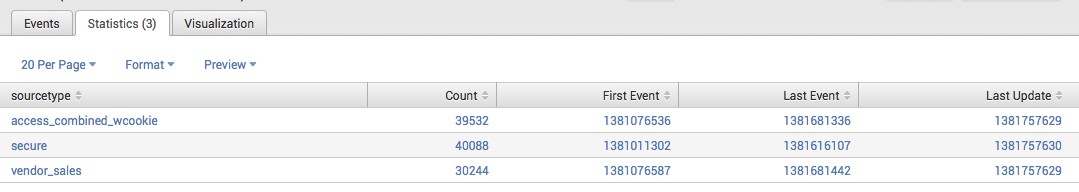 Events Statistics (3) Visualization
20 Per Page Format Preview
sourcetype Count First Event Last Event Last Update
access_combined_wcookie 39532 1381076536 1381681336 1381757629
secure 40088 1381011302 1381616107 1381757630
vendor_sales 30244 1381076587 1381681442 1381757629